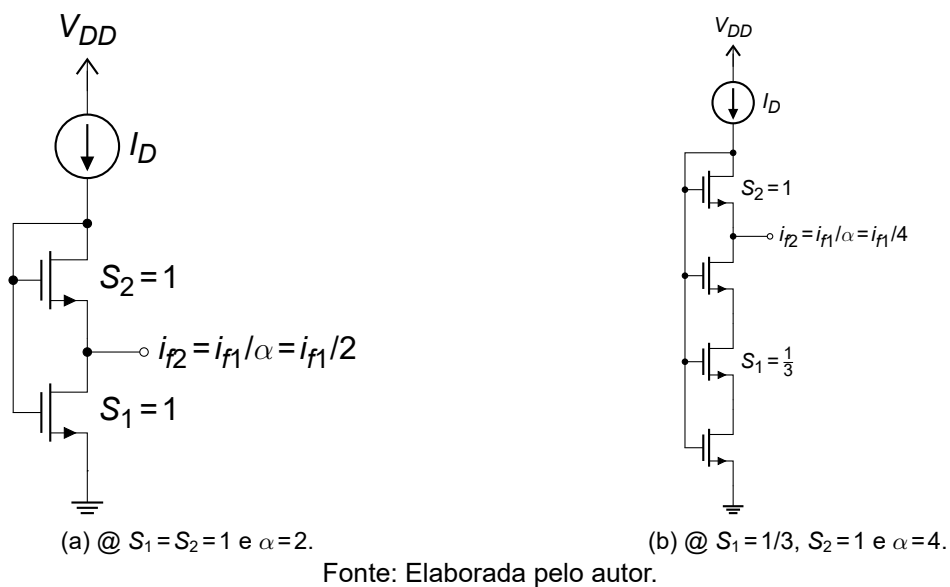 V_DD
I_D
S_2 = 1
i_f2 = i_f1/α = i_f1/2
S_1 = 1
(a) @ S_1 = S_2 = 1 e α = 2.
V_DD
I_D
S_2 = 1
i_f2 = i_f1/α = i_f1/4
S_1 = 1/3
(b) @ S_1 = 1/3, S_2 = 1 e α = 4.
Fonte: Elaborada pelo autor.